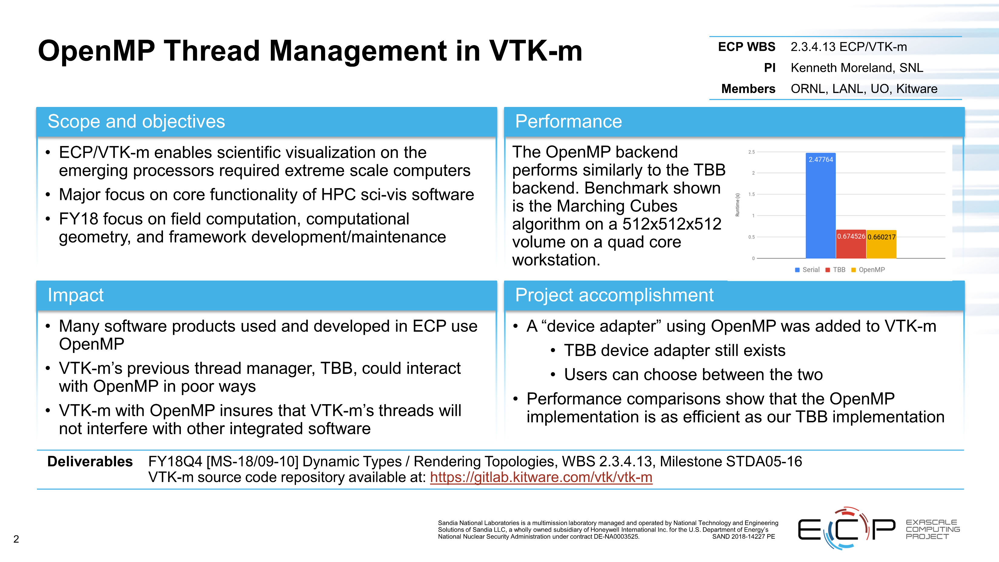 OpenMP Thread Management in VTK-m
ECP WBS 2.3.4.13 ECP/VTK-m
PI Kenneth Moreland, SNL
Members ORNL, LANL, UO, Kitware
Scope and objectives
• ECP/VTK-m enables scientific visualization on the
emerging processors required extreme scale computers
• Major focus on core functionality of HPC sci-vis software
• FY18 focus on field computation, computational
geometry, and framework development/maintenance
Performance
The OpenMP backend
performs similarly to the TBB
backend. Benchmark shown
is the Marching Cubes
algorithm on a 512x512x512
volume on a quad core
workstation.
Runtime (s)
2.5
2
1.5
1
0.5
0
2.47764
0.674526
0.660217
Serial TBB OpenMP
Impact
• Many software products used and developed in ECP use
OpenMP
• VTK-m’s previous thread manager, TBB, could interact
with OpenMP in poor ways
• VTK-m with OpenMP insures that VTK-m’s threads will
not interfere with other integrated software
Project accomplishment
• A “device adapter” using OpenMP was added to VTK-m
• TBB device adapter still exists
• Users can choose between the two
• Performance comparisons show that the OpenMP
implementation is as efficient as our TBB implementation
Deliverables FY18Q4 [MS-18/09-10] Dynamic Types / Rendering Topologies, WBS 2.3.4.13, Milestone STDA05-16
VTK-m source code repository available at: https://gitlab.kitware.com/vtk/vtk-m
2
Sandia National Laboratories is a multimission laboratory managed and operated by National Technology and Engineering
Solutions of Sandia LLC, a wholly owned subsidiary of Honeywell International Inc. for the U.S. Department of Energy’s
National Nuclear Security Administration under contract DE-NA0003525. SAND 2018-14227 PE
ECP
EXASCALE
COMPUTING
PROJECT